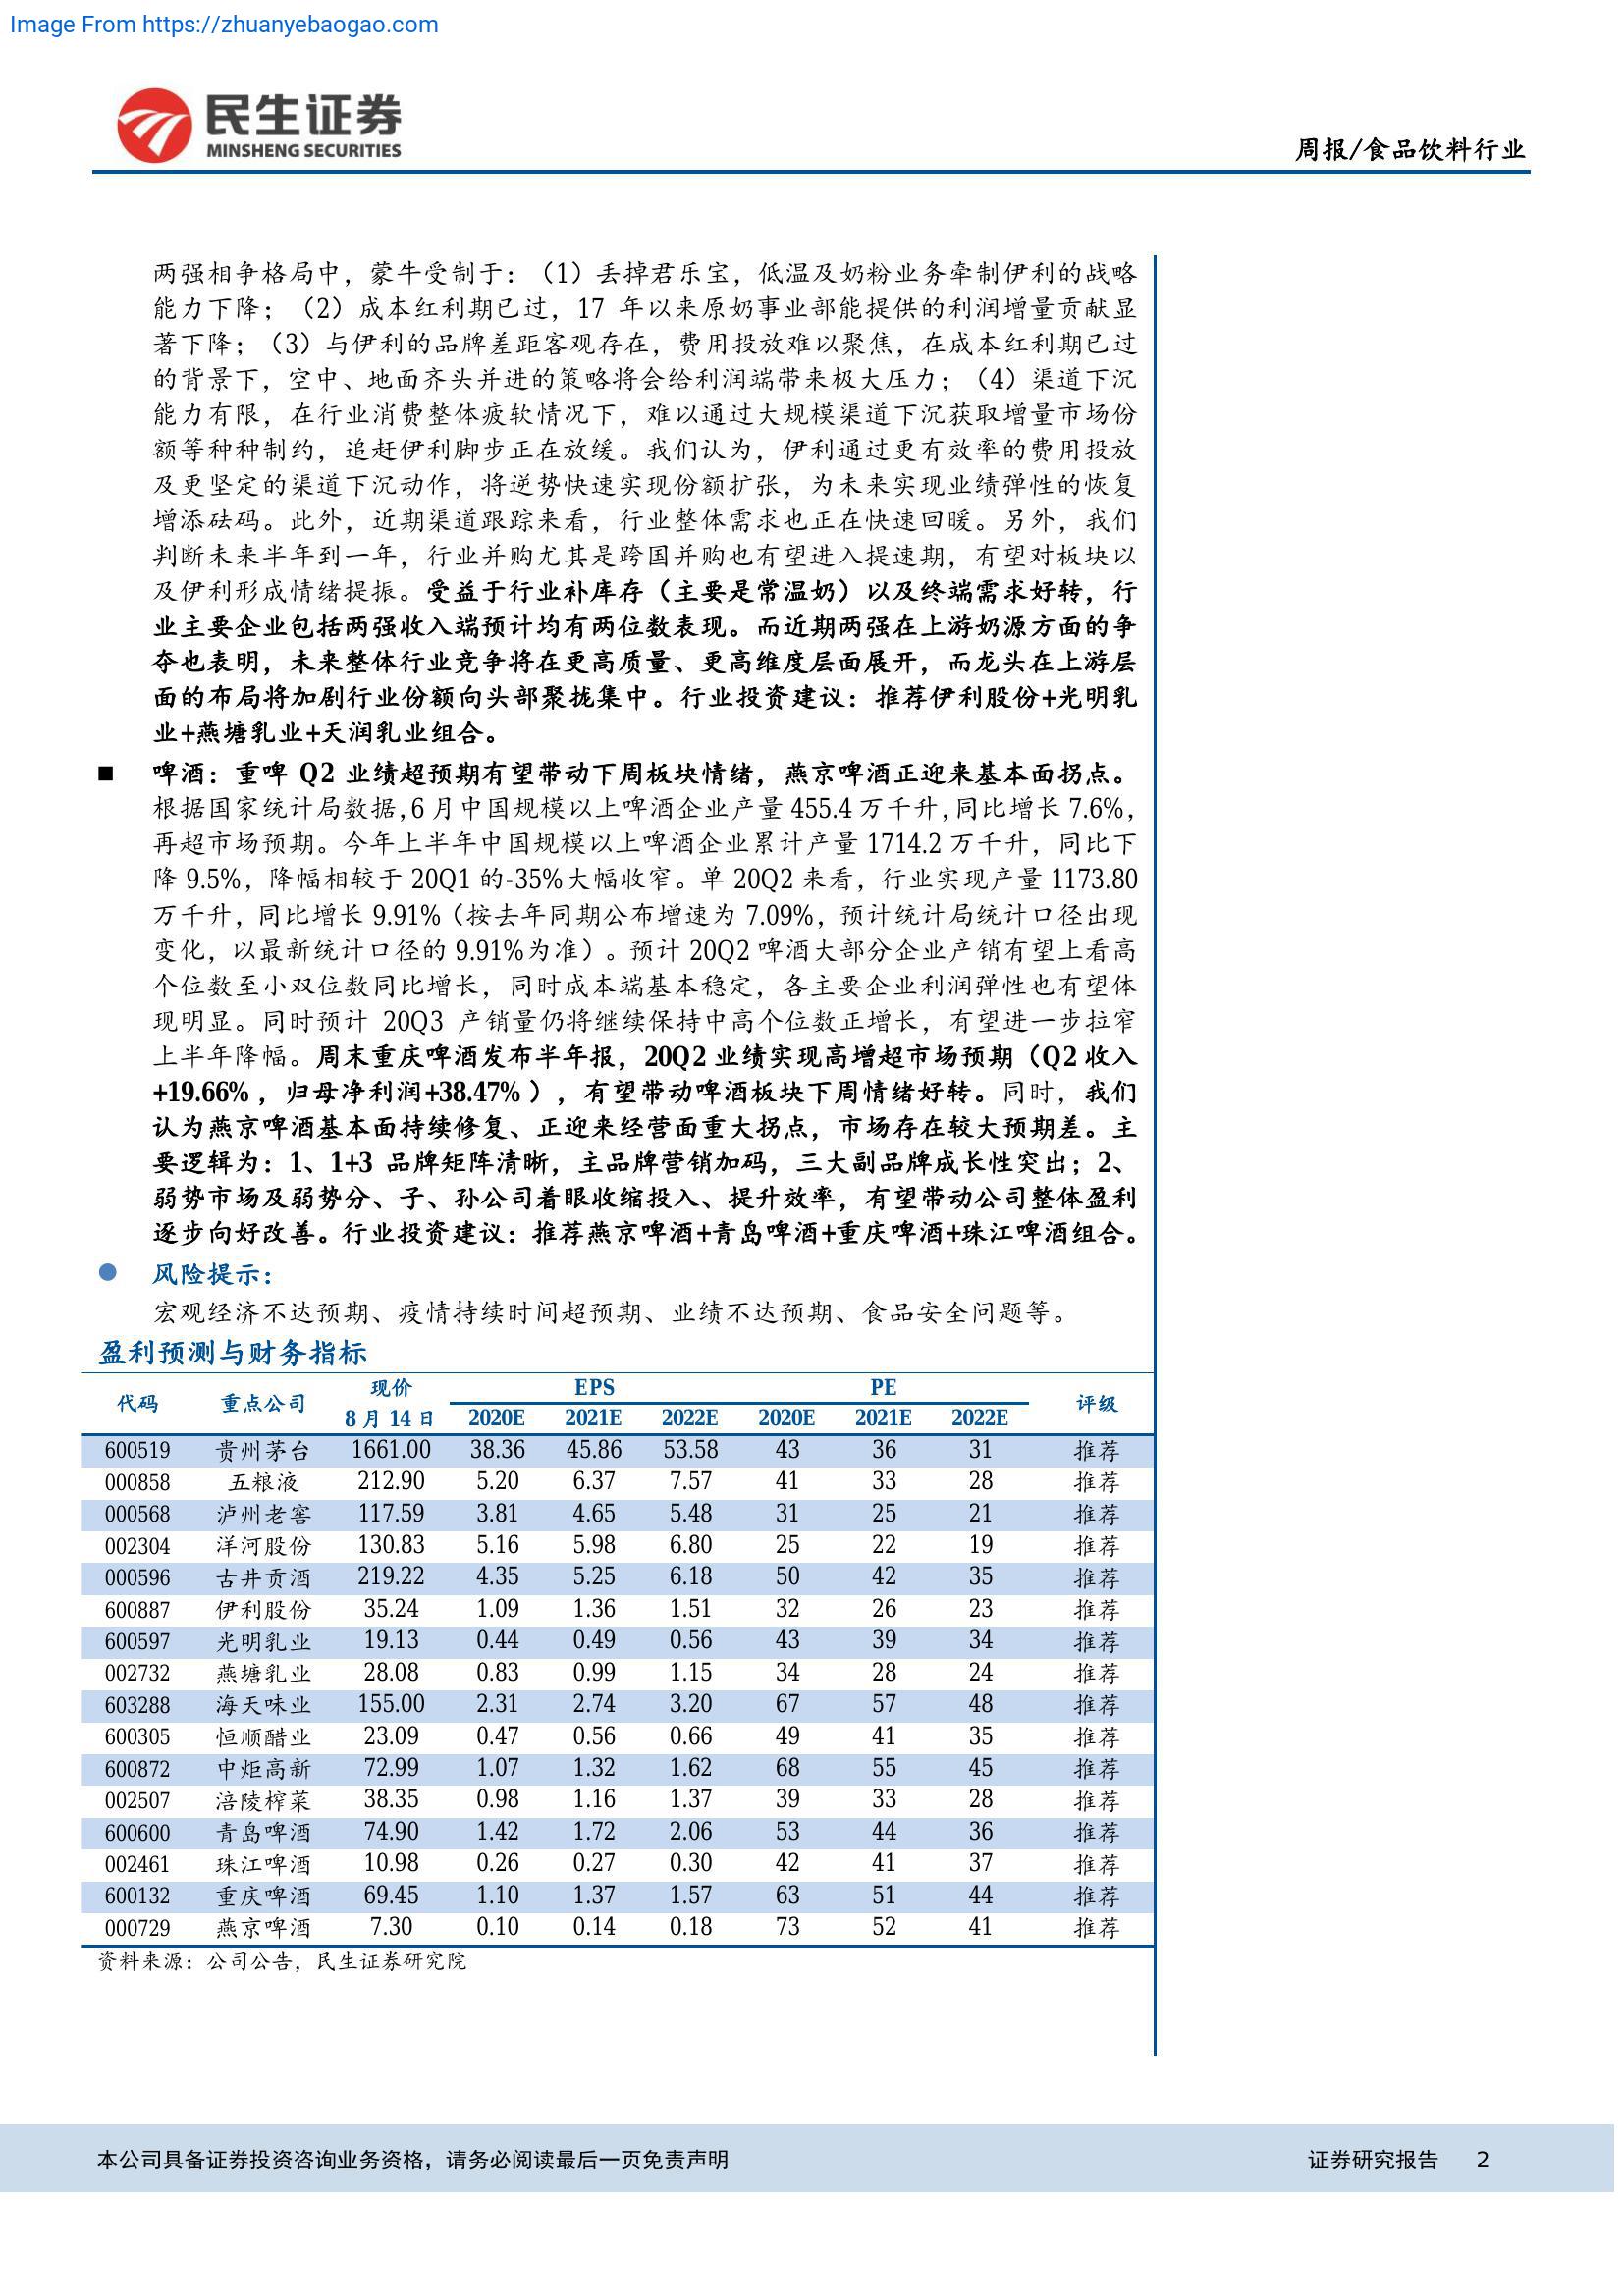 Image From https://zhuanyebaogao.com
民生证券
MINSHENG SECURITIES
周报/食品饮料行业
两强相争格局中，蒙牛受制于：（1）丢掉君乐宝，低温及奶粉业务牵制伊利的战略
能力下降；（2）成本红利期已过，17 年以来原奶事业部能提供的利润增量贡献显
著下降；（3）与伊利的品牌差距客观存在，费用投放难以聚焦，在成本红利期已过
的背景下，空中、地面齐头并进的策略将会给利润端带来极大压力；（4）渠道下沉
能力有限，在行业消费整体疲软情况下，难以通过大规模渠道下沉获取增量市场份
额等种种制约，追赶伊利脚步正在放缓。我们认为，伊利通过更有效率的费用投放
及更坚定的渠道下沉动作，将逆势快速实现份额扩张，为未来实现业绩弹性的恢复
增添砝码。此外，近期渠道跟踪来看，行业整体需求也正在快速回暖。另外，我们
判断未来半年到一年，行业并购尤其是跨国并购也有望进入提速期，有望对板块以
及伊利形成情绪提振。受益于行业补库存（主要是常温奶）以及终端需求好转，行
业主要企业包括两强收入端预计均有两位数表现。而近期两强在上游奶源方面的争
夺也表明，未来整体行业竞争将在更高质量、更高维度层面展开，而龙头在上游层
面的布局将加剧行业份额向头部聚拢集中。行业投资建议：推荐伊利股份+光明乳
业+燕塘乳业+天润乳业组合。
■ 啤酒：重啤 Q2 业绩超预期有望带动下周板块情绪，燕京啤酒正迎来基本面拐点。
根据国家统计局数据,6 月中国规模以上啤酒企业产量 455.4 万千升,同比增长 7.6%,
再超市场预期。今年上半年中国规模以上啤酒企业累计产量 1714.2 万千升，同比下
降 9.5%，降幅相较于 20Q1 的-35%大幅收窄。单 20Q2 来看，行业实现产量 1173.80
万千升，同比增长 9.91%（按去年同期公布增速为 7.09%，预计统计局统计口径出现
变化，以最新统计口径的 9.91%为准）。预计 20Q2 啤酒大部分企业产销有望上看高
个位数至小双位数同比增长，同时成本端基本稳定，各主要企业利润弹性也有望体
现明显。同时预计 20Q3 产销量仍将继续保持中高个位数正增长，有望进一步拉窄
上半年降幅。周末重庆啤酒发布半年报，20Q2 业绩实现高增超市场预期（Q2 收入
+19.66%，归母净利润+38.47%），有望带动啤酒板块下周情绪好转。同时，我们
认为燕京啤酒基本面持续修复、正迎来经营面重大拐点，市场存在较大预期差。主
要逻辑为：1、1+3 品牌矩阵清晰，主品牌营销加码，三大副品牌成长性突出；2、
弱势市场及弱势分、子、孙公司着眼收缩投入、提升效率，有望带动公司整体盈利
逐步向好改善。行业投资建议：推荐燕京啤酒+青岛啤酒+重庆啤酒+珠江啤酒组合。
● 风险提示：
宏观经济不达预期、疫情持续时间超预期、业绩不达预期、食品安全问题等。
盈利预测与财务指标
代码 重点公司 现价 EPS PE 评级
8 月 14 日 2020E 2021E 2022E 2020E 2021E 2022E
600519 贵州茅台 1661.00 38.36 45.86 53.58 43 36 31 推荐
000858 五粮液 212.90 5.20 6.37 7.57 41 33 28 推荐
000568 泸州老窖 117.59 3.81 4.65 5.48 31 25 21 推荐
002304 洋河股份 130.83 5.16 5.98 6.80 25 22 19 推荐
000596 古井贡酒 219.22 4.35 5.25 6.18 50 42 35 推荐
600887 伊利股份 35.24 1.09 1.36 1.51 32 26 23 推荐
600597 光明乳业 19.13 0.44 0.49 0.56 43 39 34 推荐
002732 燕塘乳业 28.08 0.83 0.99 1.15 34 28 24 推荐
603288 海天味业 155.00 2.31 2.74 3.20 67 57 48 推荐
600305 恒顺醋业 23.09 0.47 0.56 0.66 49 41 35 推荐
600872 中炬高新 72.99 1.07 1.32 1.62 68 55 45 推荐
002507 涪陵榨菜 38.35 0.98 1.16 1.37 39 33 28 推荐
600600 青岛啤酒 74.90 1.42 1.72 2.06 53 44 36 推荐
002461 珠江啤酒 10.98 0.26 0.27 0.30 42 41 37 推荐
600132 重庆啤酒 69.45 1.10 1.37 1.57 63 51 44 推荐
000729 燕京啤酒 7.30 0.10 0.14 0.18 73 52 41 推荐
资料来源：公司公告，民生证券研究院
本公司具备证券投资咨询业务资格，请务必阅读最后一页免责声明 证券研究报告 2